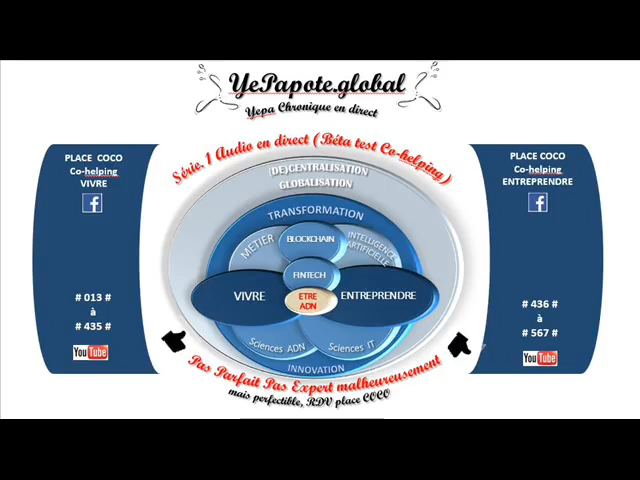 YePapote.global
Yepa Chronique en direct
Série, 1 Audio en direct (Béta test Co-helping)
PLACE COCO
Co-helping
VIVRE
# 013 #
à
# 435 #
YouTube
(DE)CENTRALISATION
GLOBALISATION
TRANSFORMATION
METIER
BLOCKCHAIN
INTELLIGENCE
ARTIFICIELLE
FINTECH
VIVRE
ETRE
ADN
ENTREPRENDRE
Sciences ADN
Sciences IT
INNOVATION
PLACE COCO
Co-helping
ENTREPRENDRE
# 436 #
à
# 567 #
YouTube
Pas Parfait Pas Expert malheureusement
mais perfectible, RDV place COCO